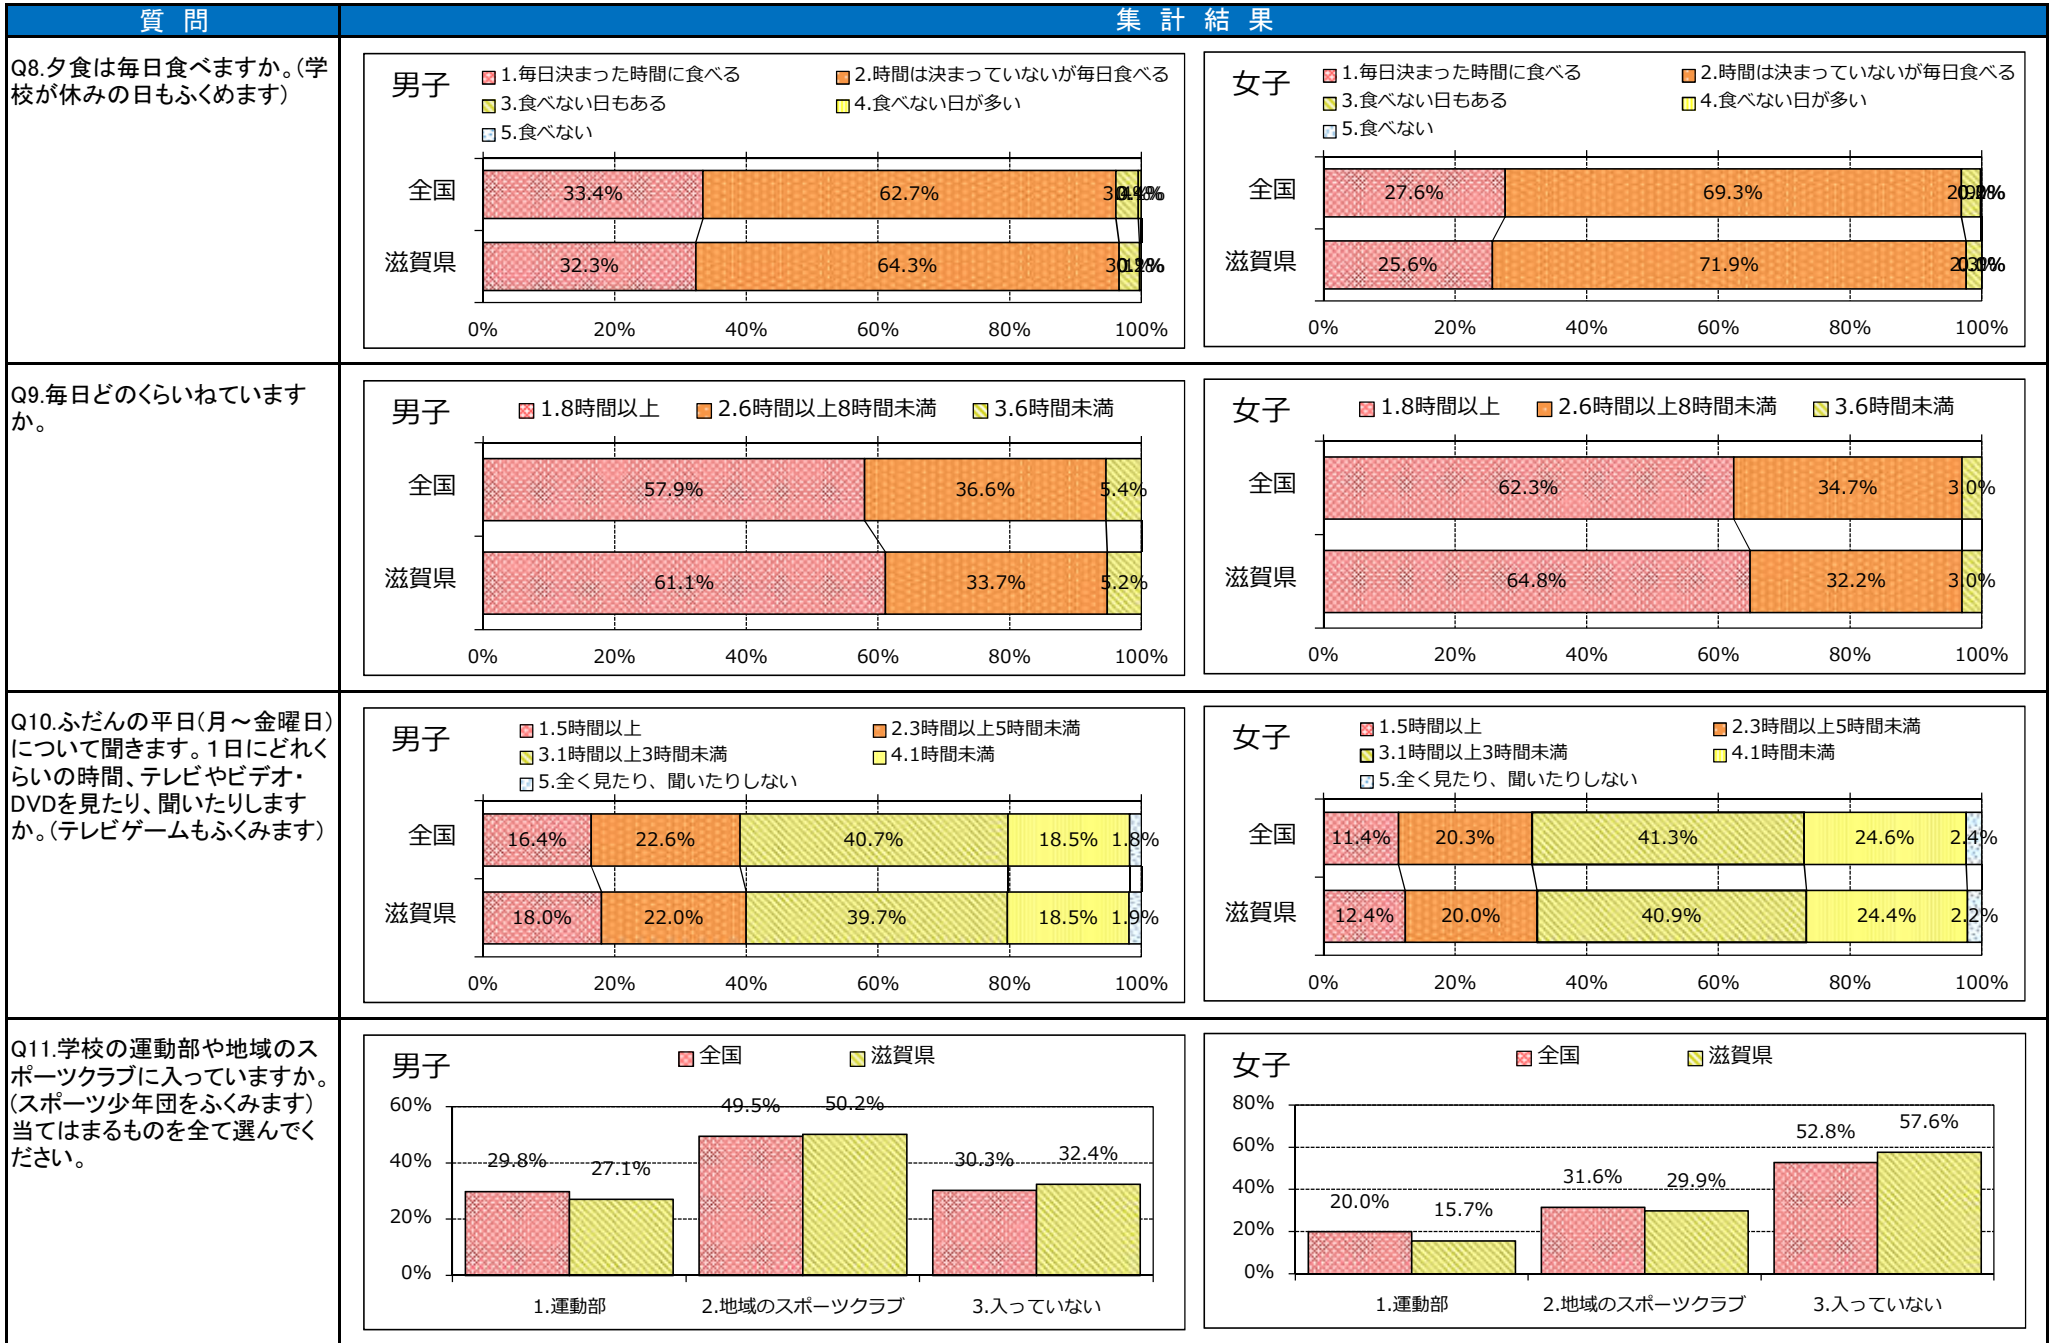 質 問
集 計 結 果
Q8.夕食は毎日食べますか。(学
校が休みの日もふくめます)
男子
1.毎日決まった時間に食べる
2.時間は決まっていないが毎日食べる
3.食べない日もある
4.食べない日が多い
5.食べない
全国
33.4%
62.7%
滋賀県
32.3%
64.3%
0% 20% 40% 60% 80% 100%
女子
1.毎日決まった時間に食べる
2.時間は決まっていないが毎日食べる
3.食べない日もある
4.食べない日が多い
5.食べない
全国
27.6%
69.3%
滋賀県
25.6%
71.9%
0% 20% 40% 60% 80% 100%
Q9.毎日どのくらいねています
か。
男子
1.8時間以上 2.6時間以上8時間未満 3.6時間未満
全国
57.9% 36.6% 5.4%
滋賀県
61.1% 33.7% 5.2%
0% 20% 40% 60% 80% 100%
女子
1.8時間以上 2.6時間以上8時間未満 3.6時間未満
全国
62.3% 34.7% 3.0%
滋賀県
64.8% 32.2% 3.0%
0% 20% 40% 60% 80% 100%
Q10.ふだんの平日(月～金曜日)
について聞きます。1日にどれく
らいの時間、テレビやビデオ・
DVDを見たり、聞いたりします
か。(テレビゲームもふくみます)
男子
1.5時間以上
2.3時間以上5時間未満
3.1時間以上3時間未満
4.1時間未満
5.全く見たり、聞いたりしない
全国
16.4% 22.6% 40.7% 18.5% 1.8%
滋賀県
18.0% 22.0% 39.7% 18.5% 1.9%
0% 20% 40% 60% 80% 100%
女子
1.5時間以上
2.3時間以上5時間未満
3.1時間以上3時間未満
4.1時間未満
5.全く見たり、聞いたりしない
全国
11.4% 20.3% 41.3% 24.6% 2.4%
滋賀県
12.4% 20.0% 40.9% 24.4% 2.2%
0% 20% 40% 60% 80% 100%
Q11.学校の運動部や地域のス
ポーツクラブに入っていますか。
(スポーツ少年団をふくみます)
当てはまるものを全て選んでく
ださい。
男子
全国 滋賀県
60%
40%
20%
0%
29.8% 27.1%
49.5% 50.2%
30.3% 32.4%
1.運動部 2.地域のスポーツクラブ 3.入っていない
女子
全国 滋賀県
80%
60%
40%
20%
0%
20.0% 15.7%
31.6% 29.9%
52.8% 57.6%
1.運動部 2.地域のスポーツクラブ 3.入っていない